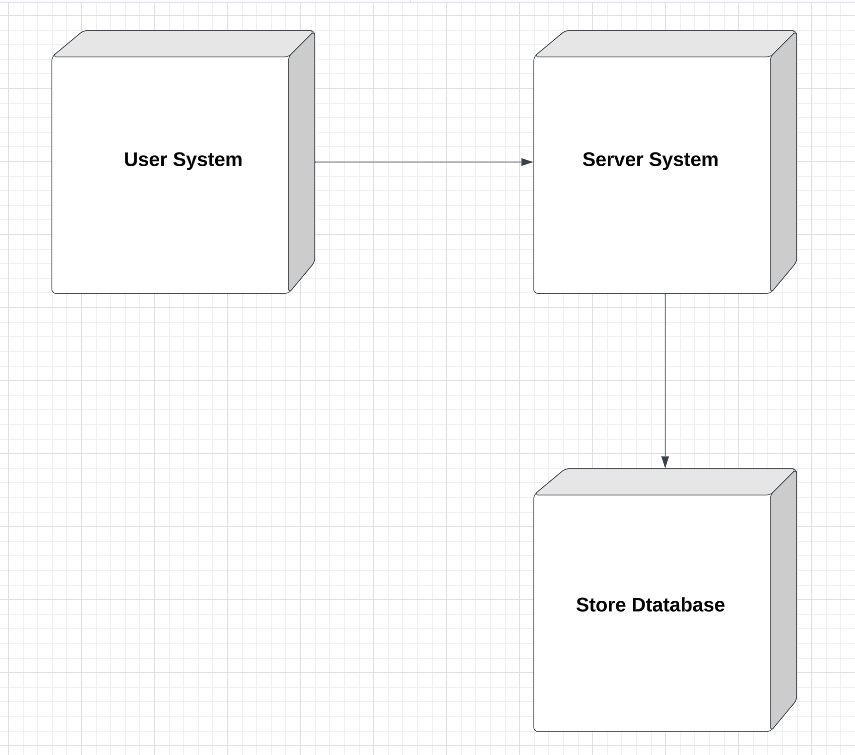 User System
Server System
Store Dtatabase